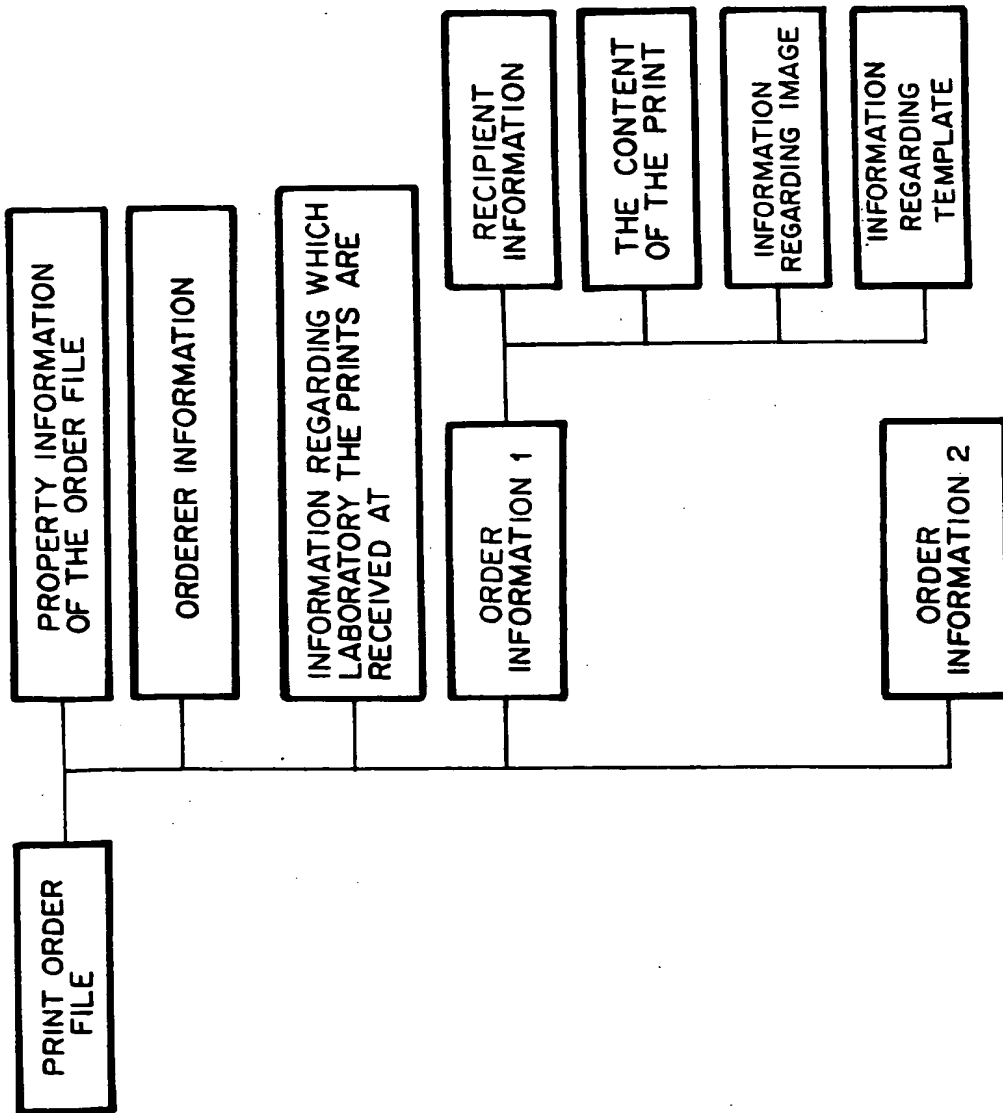 PRINT ORDER
FILE
PROPERTY INFORMATION
OF THE ORDER FILE
ORDERER INFORMATION
INFORMATION REGARDING WHICH
LABORATORY THE PRINTS ARE
RECEIVED AT
ORDER
INFORMATION 1
RECIPIENT
INFORMATION
THE CONTENT
OF THE PRINT
INFORMATION
REGARDING IMAGE
INFORMATION
REGARDING
TEMPLATE
ORDER
INFORMATION 2